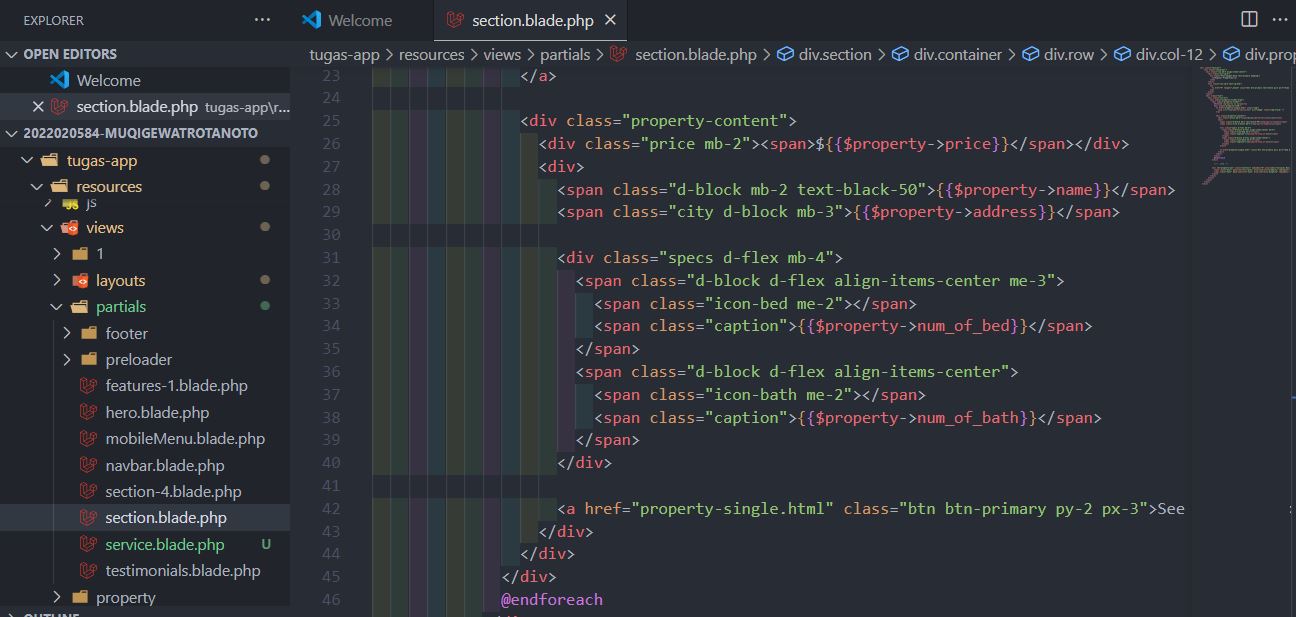 EXPLORER
OPEN EDITORS
Welcome
section.blade.php tugas-app\r...
2022020584-MUQIGEWATROTANOTO
tugas-app
resources
js
views
1
layouts
partials
footer
preloader
features-1.blade.php
hero.blade.php
mobileMenu.blade.php
navbar.blade.php
section-4.blade.php
section.blade.php
service.blade.php U
testimonials.blade.php
property
OUTLINE
Welcome
section.blade.php
tugas-app > resources > views > partials > section.blade.php > div.section > div.container > div.row > div.col-12 > div.prop
23 </a>
24
25 <div class="property-content">
26 <div class="price mb-2"><span>${{$property->price}}</span></div>
27 <div>
28 <span class="d-block mb-2 text-black-50">{{$property->name}}</span>
29 <span class="city d-block mb-3">{{$property->address}}</span>
30
31 <div class="specs d-flex mb-4">
32 <span class="d-block d-flex align-items-center me-3">
33 <span class="icon-bed me-2"></span>
34 <span class="caption">{{$property->num_of_bed}}</span>
35 </span>
36 <span class="d-block d-flex align-items-center">
37 <span class="icon-bath me-2"></span>
38 <span class="caption">{{$property->num_of_bath}}</span>
39 </span>
40 </div>
41
42 <a href="property-single.html" class="btn btn-primary py-2 px-3">See
43 </div>
44 </div>
45 </div>
46 @endforeach